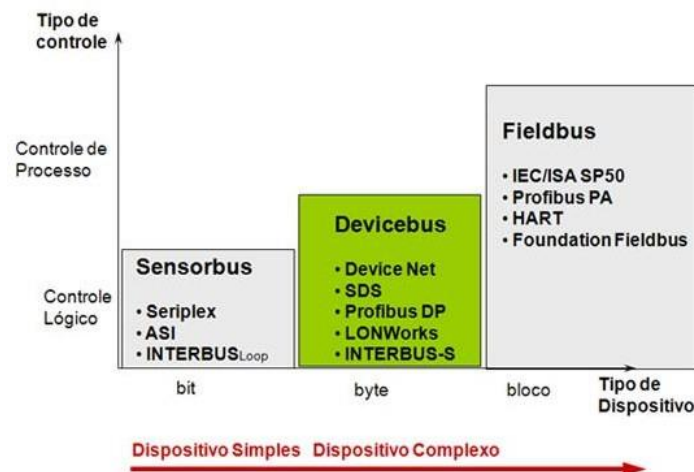 Tipo de
controle
Controle de
Processo
Controle
Lógico
Sensorbus
• Seriplex
• ASI
• INTERBUSLoop
Devicebus
• Device Net
• SDS
• Profibus DP
• LONWorks
• INTERBUS-S
Fieldbus
• IEC/ISA SP50
• Profibus PA
• HART
• Foundation Fieldbus
bit
byte
bloco
Tipo de
Dispositivo
Dispositivo Simples Dispositivo Complexo